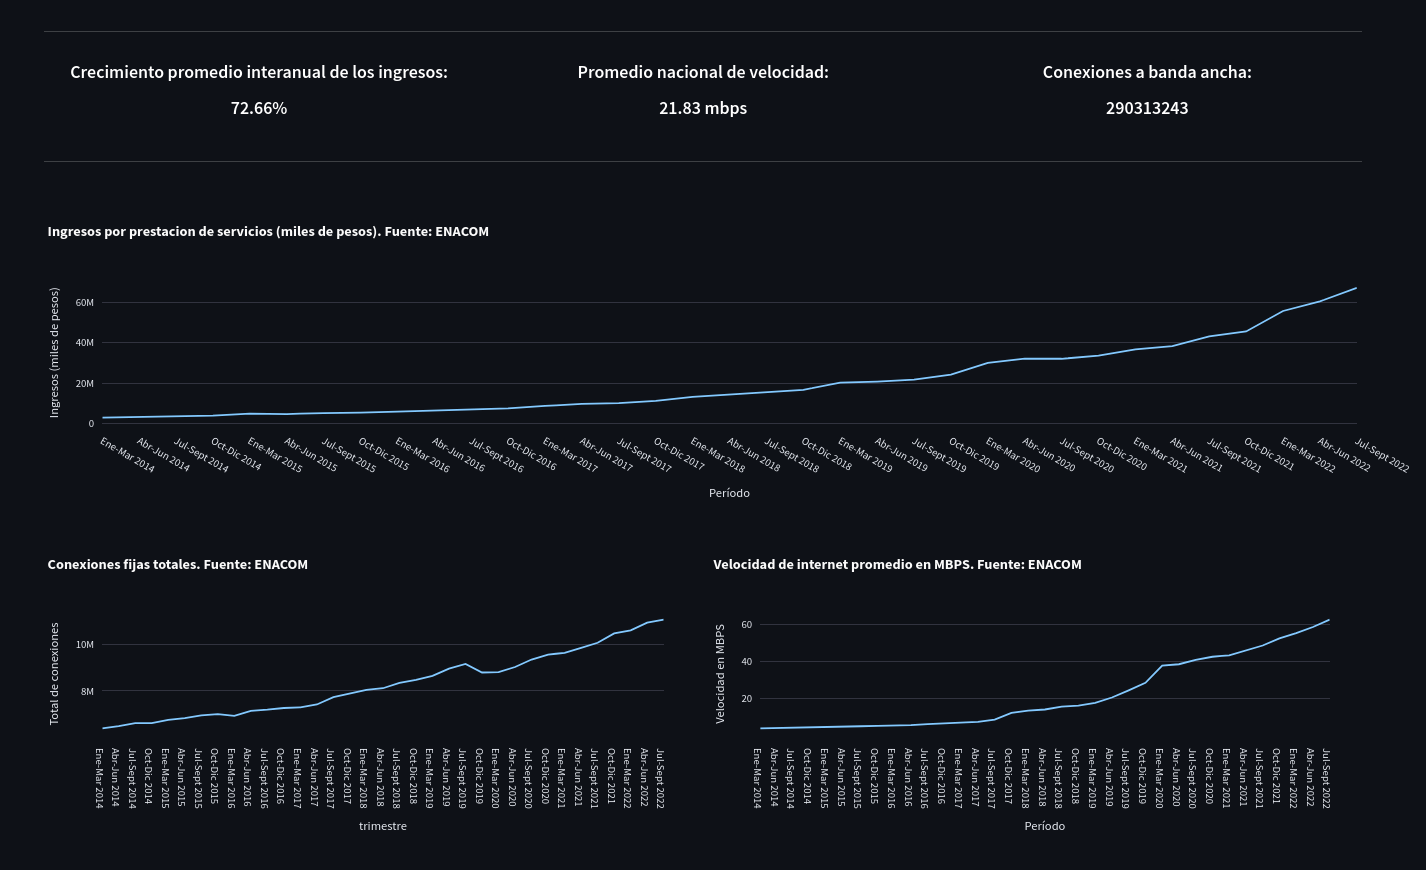 Crecimiento promedio interanual de los ingresos:
72.66%
Promedio nacional de velocidad:
21.83 mbps
Conexiones a banda ancha:
290313243
Ingresos por prestacion de servicios (miles de pesos). Fuente: ENACOM
Ingresos (miles de pesos)
60M
40M
20M
0
Ene-Mar 2014
Abr-Jun 2014
Jul-Sept 2014
Oct-Dic 2014
Ene-Mar 2015
Abr-Jun 2015
Jul-Sept 2015
Oct-Dic 2015
Ene-Mar 2016
Abr-Jun 2016
Jul-Sept 2016
Oct-Dic 2016
Ene-Mar 2017
Abr-Jun 2017
Jul-Sept 2017
Oct-Dic 2017
Ene-Mar 2018
Abr-Jun 2018
Jul-Sept 2018
Oct-Dic 2018
Ene-Mar 2019
Abr-Jun 2019
Jul-Sept 2019
Oct-Dic 2019
Ene-Mar 2020
Abr-Jun 2020
Jul-Sept 2020
Oct-Dic 2020
Ene-Mar 2021
Abr-Jun 2021
Jul-Sept 2021
Oct-Dic 2021
Ene-Mar 2022
Abr-Jun 2022
Jul-Sept 2022
Período
Conexiones fijas totales. Fuente: ENACOM
Total de conexiones
10M
8M
Ene-Mar 2014
Abr-Jun 2014
Jul-Sept 2014
Oct-Dic 2014
Ene-Mar 2015
Abr-Jun 2015
Jul-Sept 2015
Oct-Dic 2015
Ene-Mar 2016
Abr-Jun 2016
Jul-Sept 2016
Oct-Dic 2016
Ene-Mar 2017
Abr-Jun 2017
Jul-Sept 2017
Oct-Dic 2017
Ene-Mar 2018
Abr-Jun 2018
Jul-Sept 2018
Oct-Dic 2018
Ene-Mar 2019
Abr-Jun 2019
Jul-Sept 2019
Oct-Dic 2019
Ene-Mar 2020
Abr-Jun 2020
Jul-Sept 2020
Oct-Dic 2020
Ene-Mar 2021
Abr-Jun 2021
Jul-Sept 2021
Oct-Dic 2021
Ene-Mar 2022
Abr-Jun 2022
Jul-Sept 2022
trimestre
Velocidad de internet promedio en MBPS. Fuente: ENACOM
Velocidad en MBPS
60
40
20
Ene-Mar 2014
Abr-Jun 2014
Jul-Sept 2014
Oct-Dic 2014
Ene-Mar 2015
Abr-Jun 2015
Jul-Sept 2015
Oct-Dic 2015
Ene-Mar 2016
Abr-Jun 2016
Jul-Sept 2016
Oct-Dic 2016
Ene-Mar 2017
Abr-Jun 2017
Jul-Sept 2017
Oct-Dic 2017
Ene-Mar 2018
Abr-Jun 2018
Jul-Sept 2018
Oct-Dic 2018
Ene-Mar 2019
Abr-Jun 2019
Jul-Sept 2019
Oct-Dic 2019
Ene-Mar 2020
Abr-Jun 2020
Jul-Sept 2020
Oct-Dic 2020
Ene-Mar 2021
Abr-Jun 2021
Jul-Sept 2021
Oct-Dic 2021
Ene-Mar 2022
Abr-Jun 2022
Jul-Sept 2022
Período